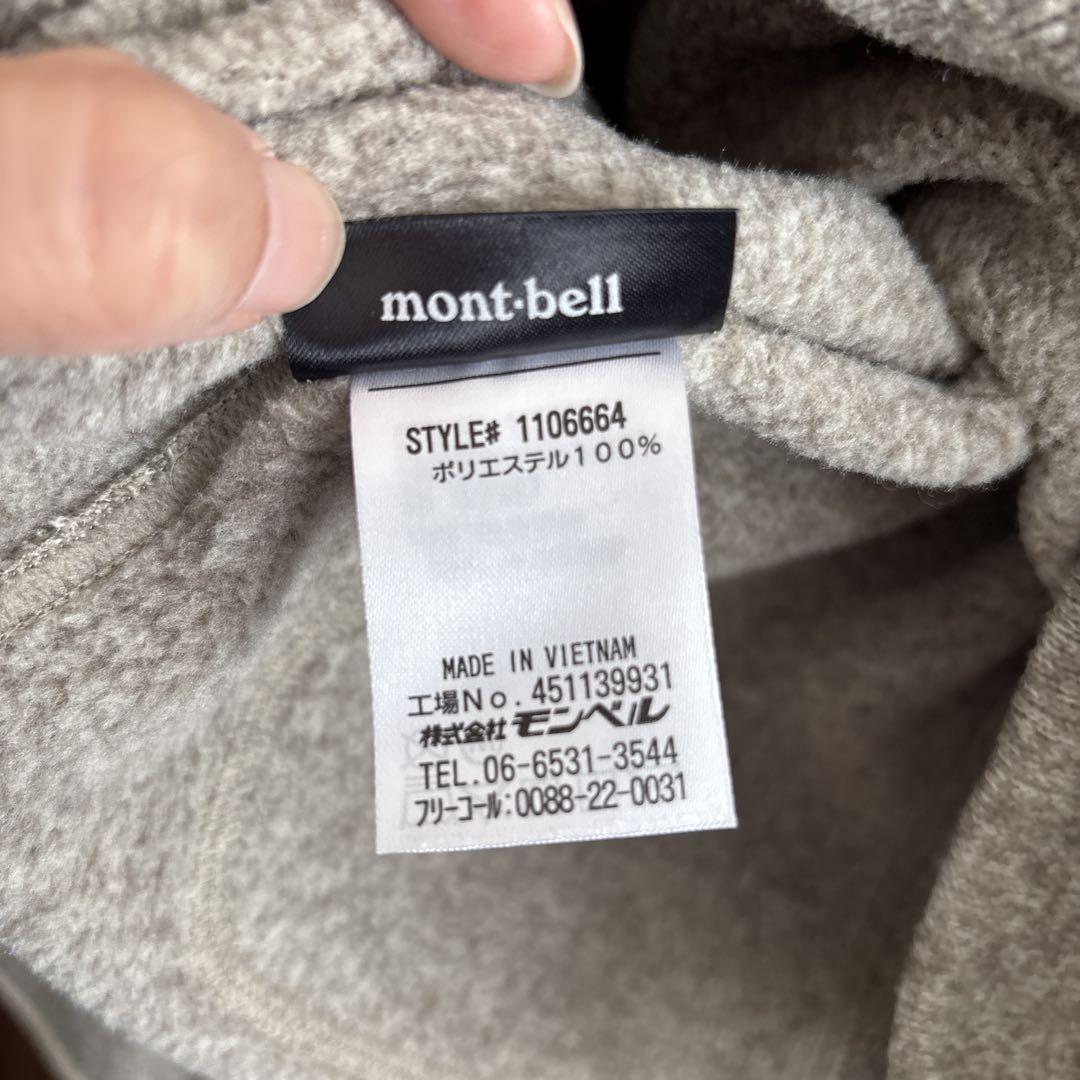 mont-bell
STYLE# 1106664
ポリエステル100%
MADE IN VIETNAM
工場No.451139931
株式会社モンベル
TEL.06-6531-3544
フリーコール:0088-22-0031